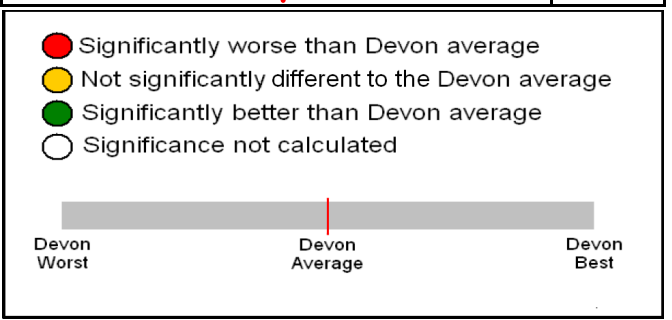 Significantly worse than Devon average
Not significantly different to the Devon average
Significantly better than Devon average
Significance not calculated
Devon Worst
Devon Average
Devon Best